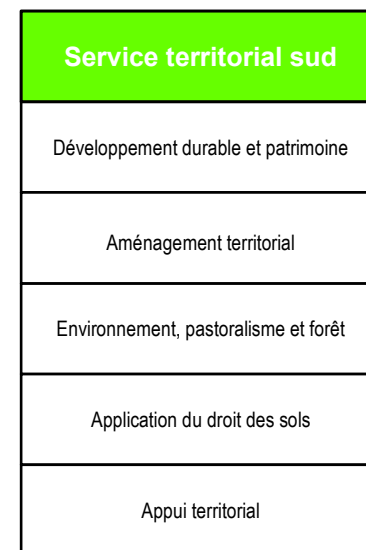 Service territorial sud
Développement durable et patrimoine
Aménagement territorial
Environnement, pastoralisme et forêt
Application du droit des sols
Appui territorial